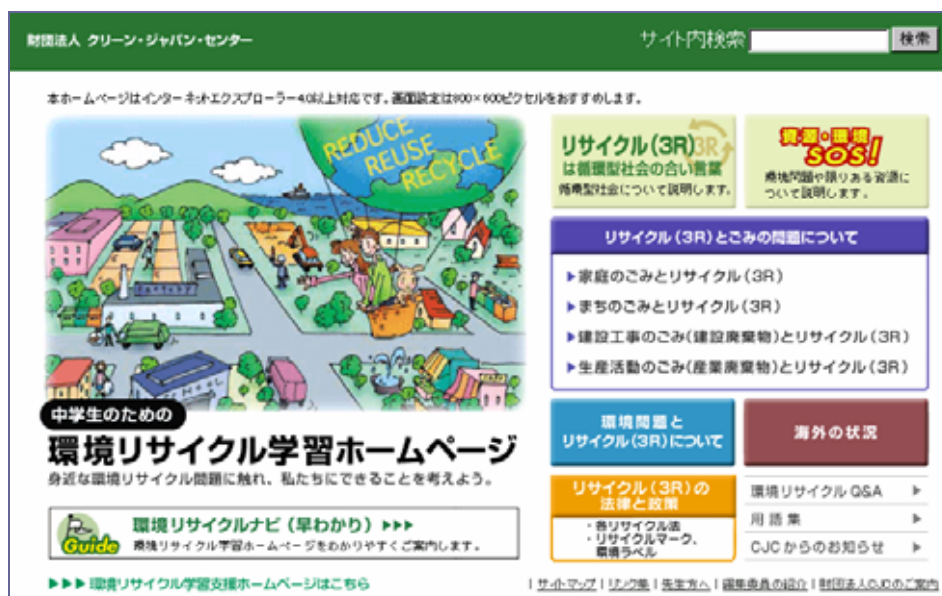 財団法人 クリーン・ジャパン・センター
サイト内検索
検索
本ホームページはインターネットエクスプローラー4.0以上対応です。画面設定は800×600ピクセルをおすすめします。
REDUCE
REUSE
RECYCLE
FACTORY
SCHOOL
中学生のための
環境リサイクル学習ホームページ
身近な環境リサイクル問題に触れ、私たちにできることを考えよう。
Guide
環境リサイクルナビ（早わかり）▶▶▶
環境リサイクル学習ホームページをわかりやすくご案内します。
▶▶▶環境リサイクル学習支援ホームページはこちら
リサイクル（3R）
3R
は循環型社会の合い言葉
循環型社会について説明します。
資源・環境
SOS!
環境問題や限りある資源に
ついて説明します。
リサイクル（3R）とごみの問題について
▶家庭のごみとリサイクル（3R）
▶まちのごみとリサイクル（3R）
▶建設工事のごみ(建設廃棄物)とリサイクル（3R）
▶生産活動のごみ(産業廃棄物)とリサイクル（3R）
環境問題と
リサイクル(3R)について
海外の状況
リサイクル（3R）の
法律と政策
・各リサイクル法
・リサイクルマーク、
環境ラベル
環境リサイクル Q&A ▶
用語集 ▶
CJCからのお知らせ ▶
| サイトマップ | リンク集 | 先生方へ | 編集委員の紹介 | 財団法人CJCのご案内